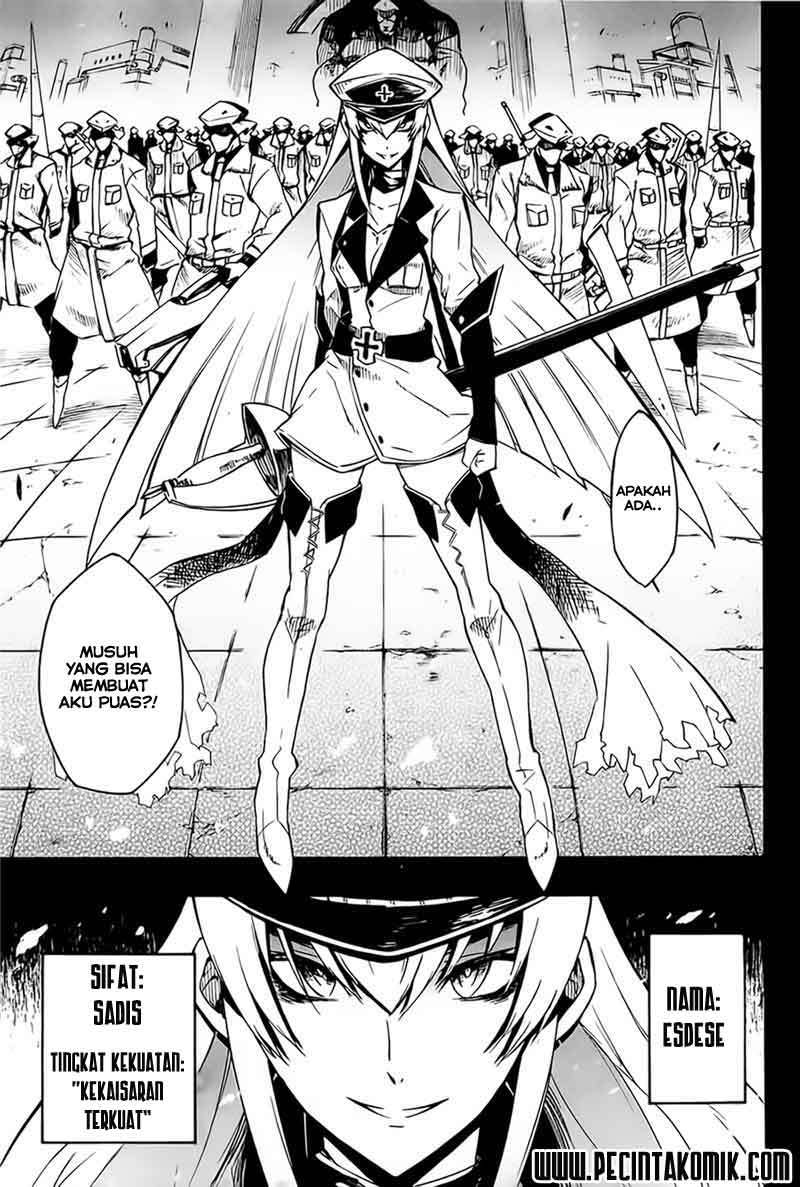 APAKAH
ADA..
MUSUH
YANG BISA
MEMBUAT
AKU PUAS?!
NAMA:
ESDESE
SIFAT:
SADIS
TINGKAT KEKUATAN:
"KEKAISARAN
TERKUAT"
WWW.PECINTAKOMIK.COM